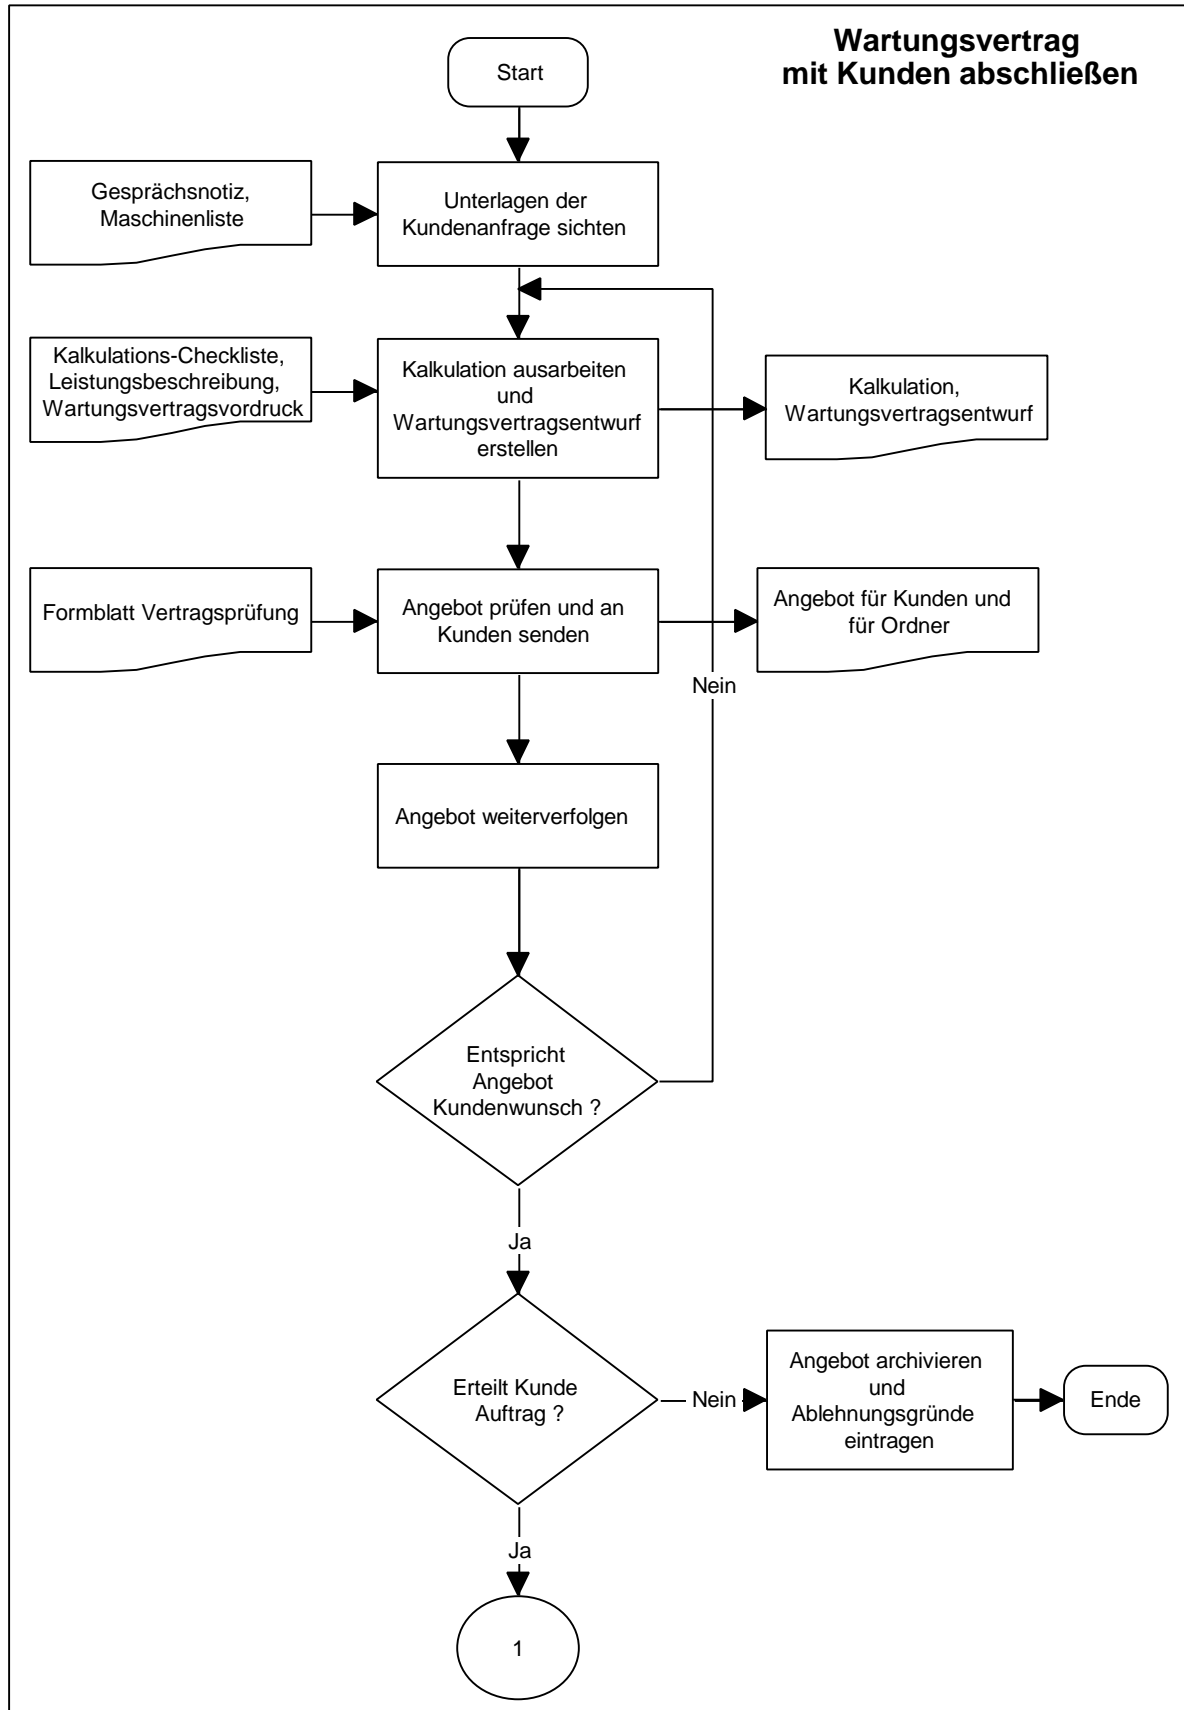 Wartungsvertrag
mit Kunden abschließen
Start
Gesprächsnotiz,
Maschinenliste
Unterlagen der
Kundenanfrage sichten
Kalkulations-Checkliste,
Leistungsbeschreibung,
Wartungsvertragsvordruck
Kalkulation ausarbeiten
und
Wartungsvertragsentwurf
erstellen
Kalkulation,
Wartungsvertragsentwurf
Formblatt Vertragsprüfung
Angebot prüfen und an
Kunden senden
Angebot für Kunden und
für Ordner
Nein
Angebot weiterverfolgen
Entspricht
Angebot
Kundenwunsch ?
Ja
Erteilt Kunde
Auftrag ?
Nein
Angebot archivieren
und
Ablehnungsgründe
eintragen
Ende
Ja
1